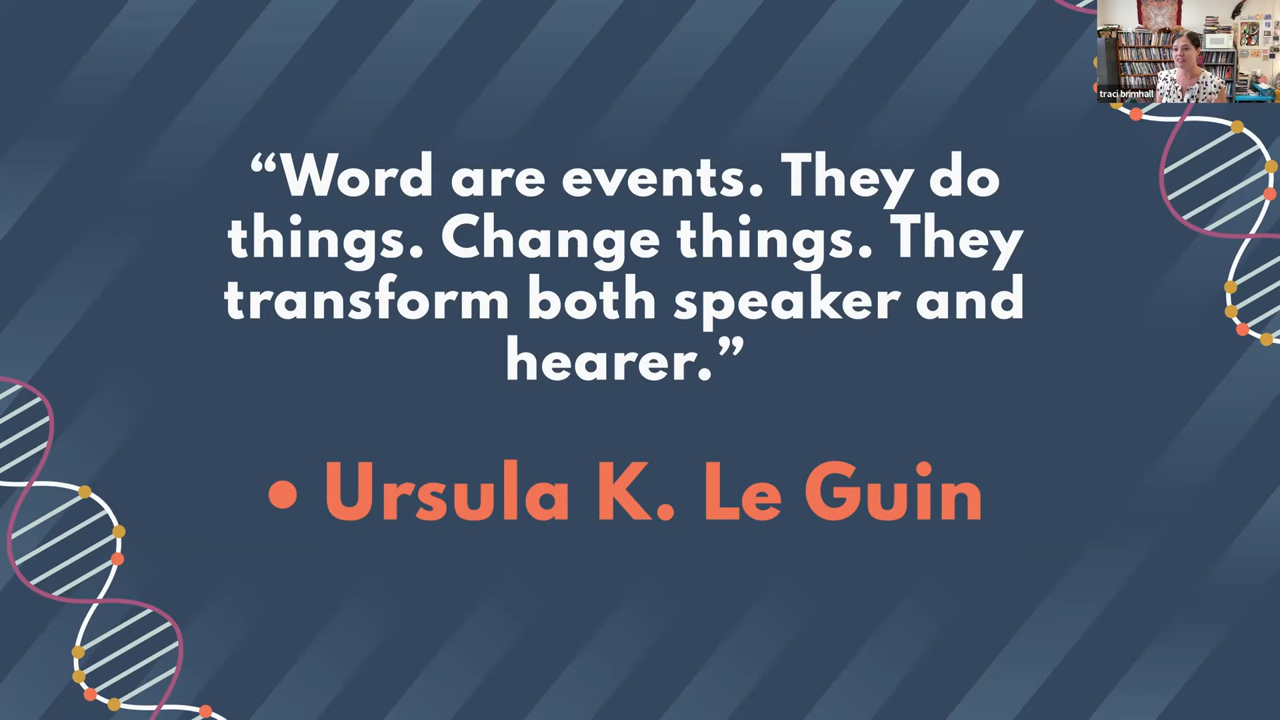 traci brimhall
“Word are events. They do
things. Change things. They
transform both speaker and
hearer.”
• Ursula K. Le Guin